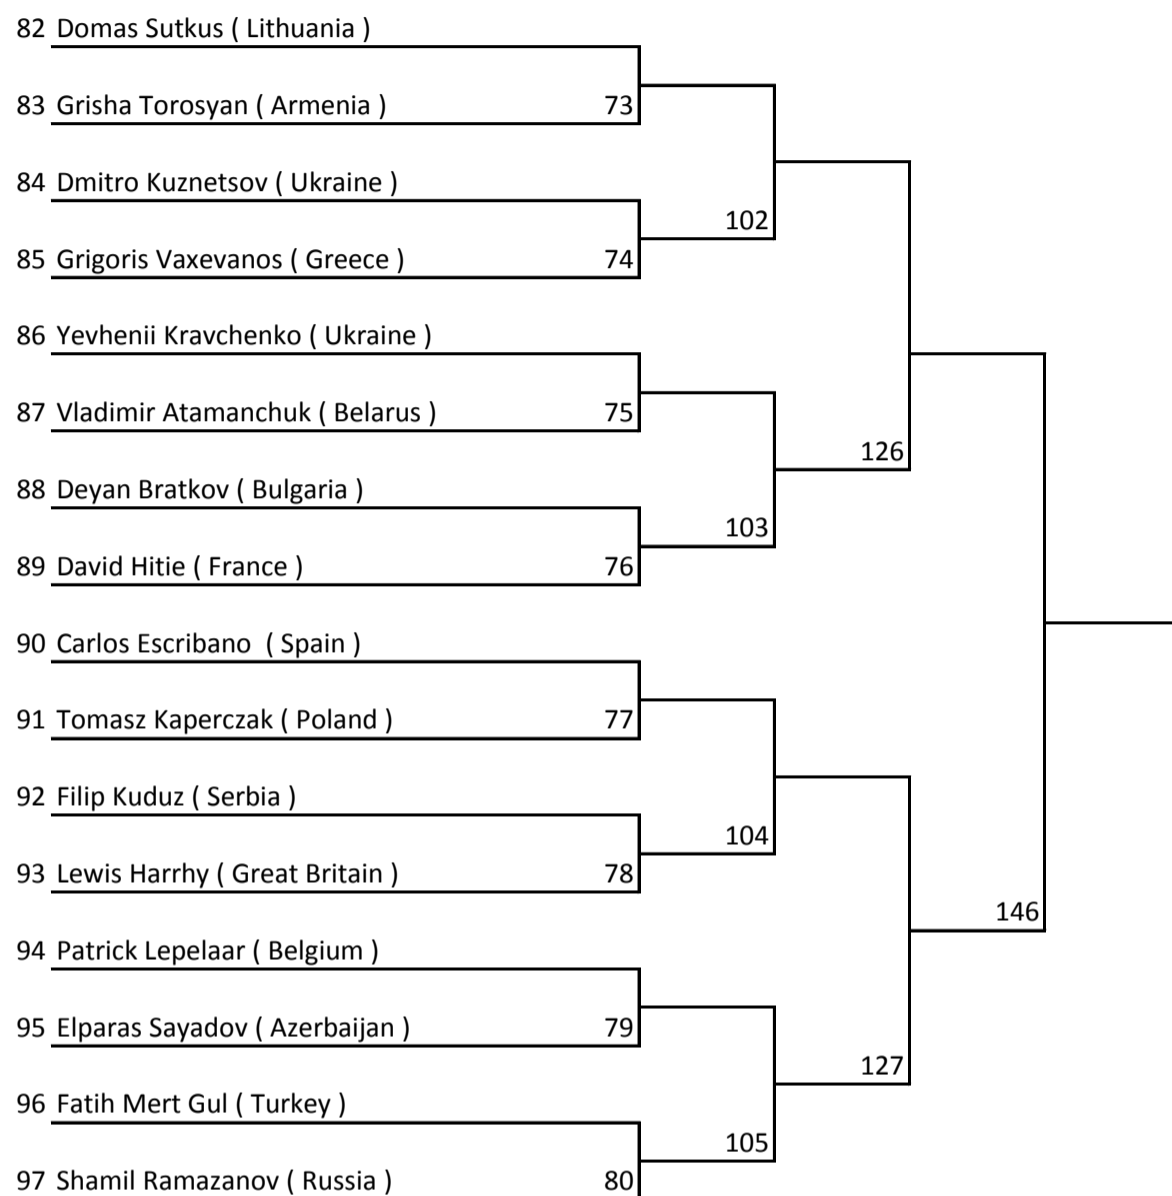 82 Domas Sutkus ( Lithuania )
83 Grisha Torosyan ( Armenia ) 73
84 Dmitro Kuznetsov ( Ukraine )
102
85 Grigoris Vaxevanos ( Greece ) 74
86 Yevhenii Kravchenko ( Ukraine )
87 Vladimir Atamanchuk ( Belarus ) 75
126
88 Deyan Bratkov ( Bulgaria )
103
89 David Hitie ( France ) 76
90 Carlos Escribano  ( Spain )
91 Tomasz Kaperczak ( Poland ) 77
92 Filip Kuduz ( Serbia )
104
93 Lewis Harrhy ( Great Britain ) 78
146
94 Patrick Lepelaar ( Belgium )
95 Elparas Sayadov ( Azerbaijan ) 79
127
96 Fatih Mert Gul ( Turkey )
105
97 Shamil Ramazanov ( Russia ) 80